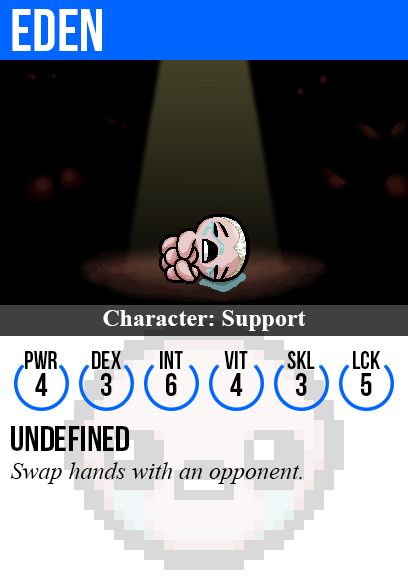 EDEN
Character: Support
PWR DEX INT VIT SKL LCK
4 3 6 4 3 5
UNDEFINED
Swap hands with an opponent.